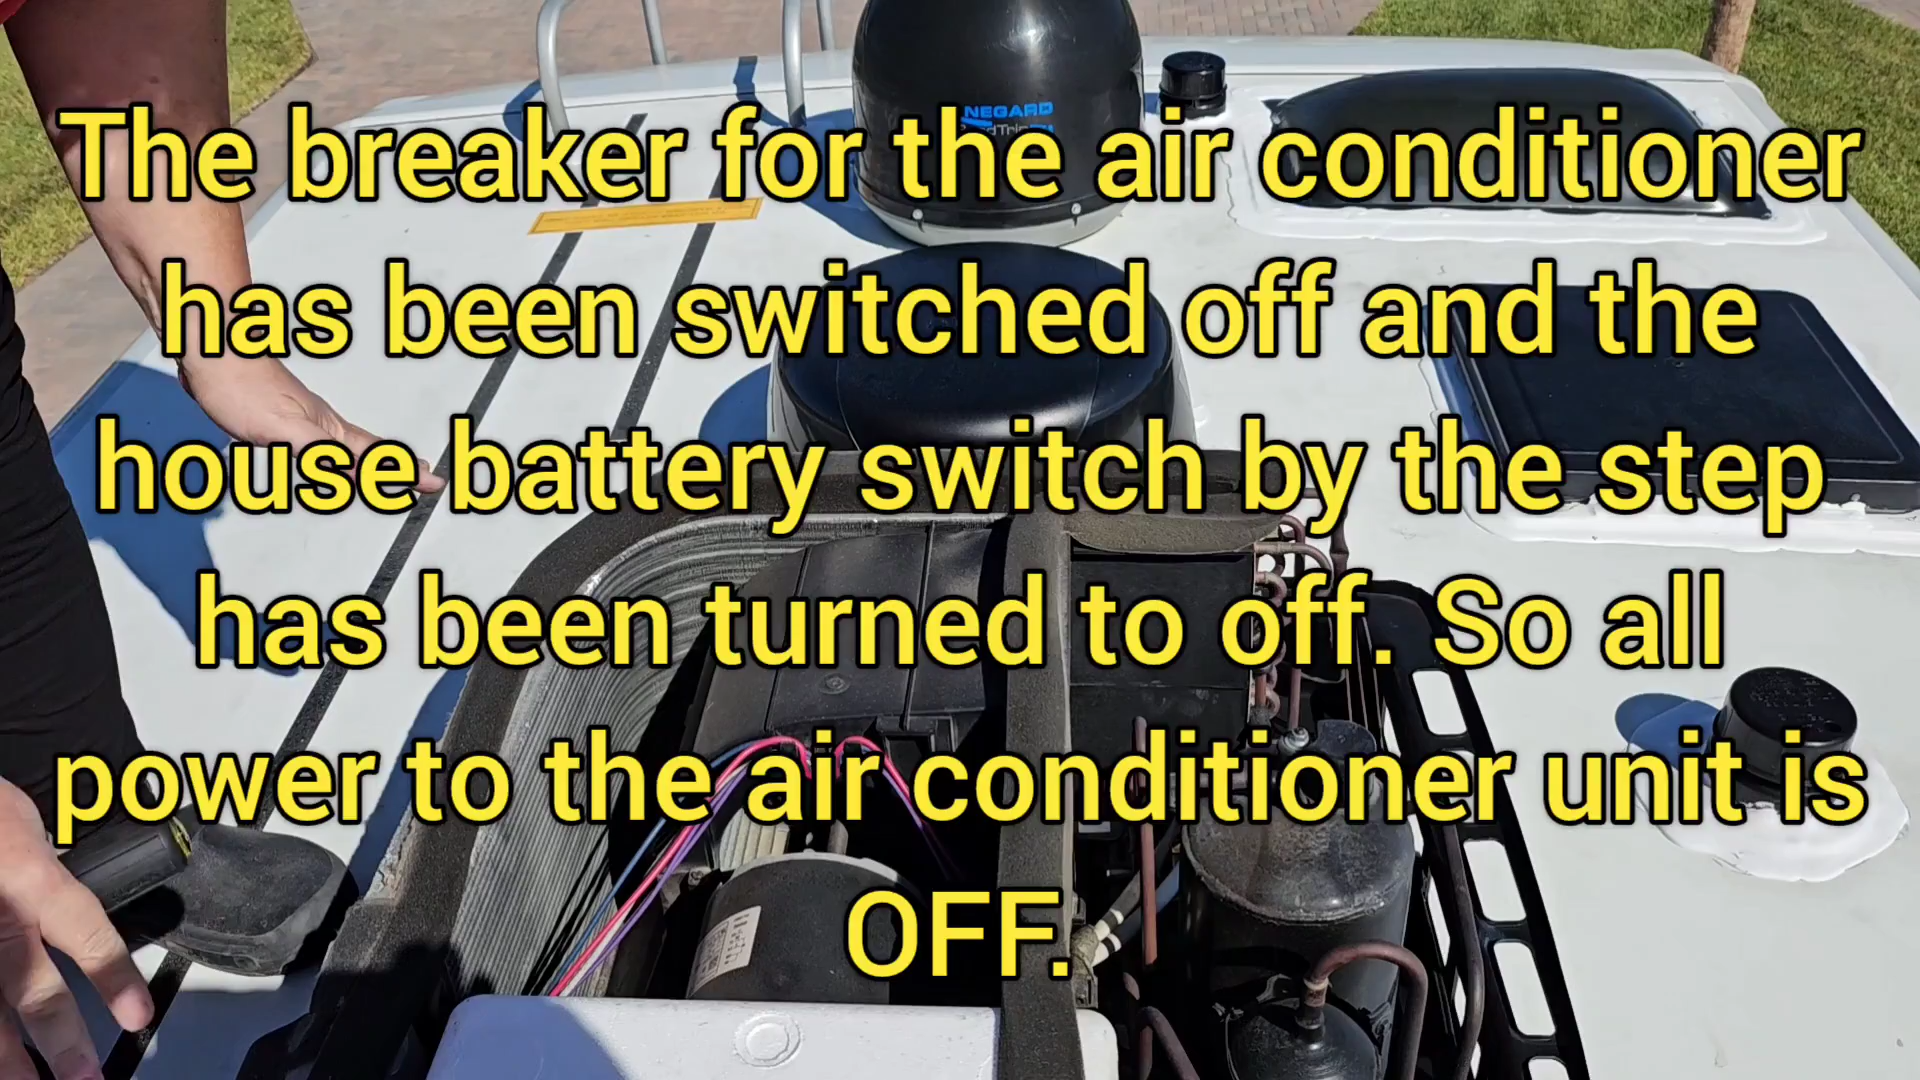 NEGARD
The breaker for the air conditioner
has been switched off and the
house battery switch by the step
has been turned to off. So all
power to the air conditioner unit is
OFF.